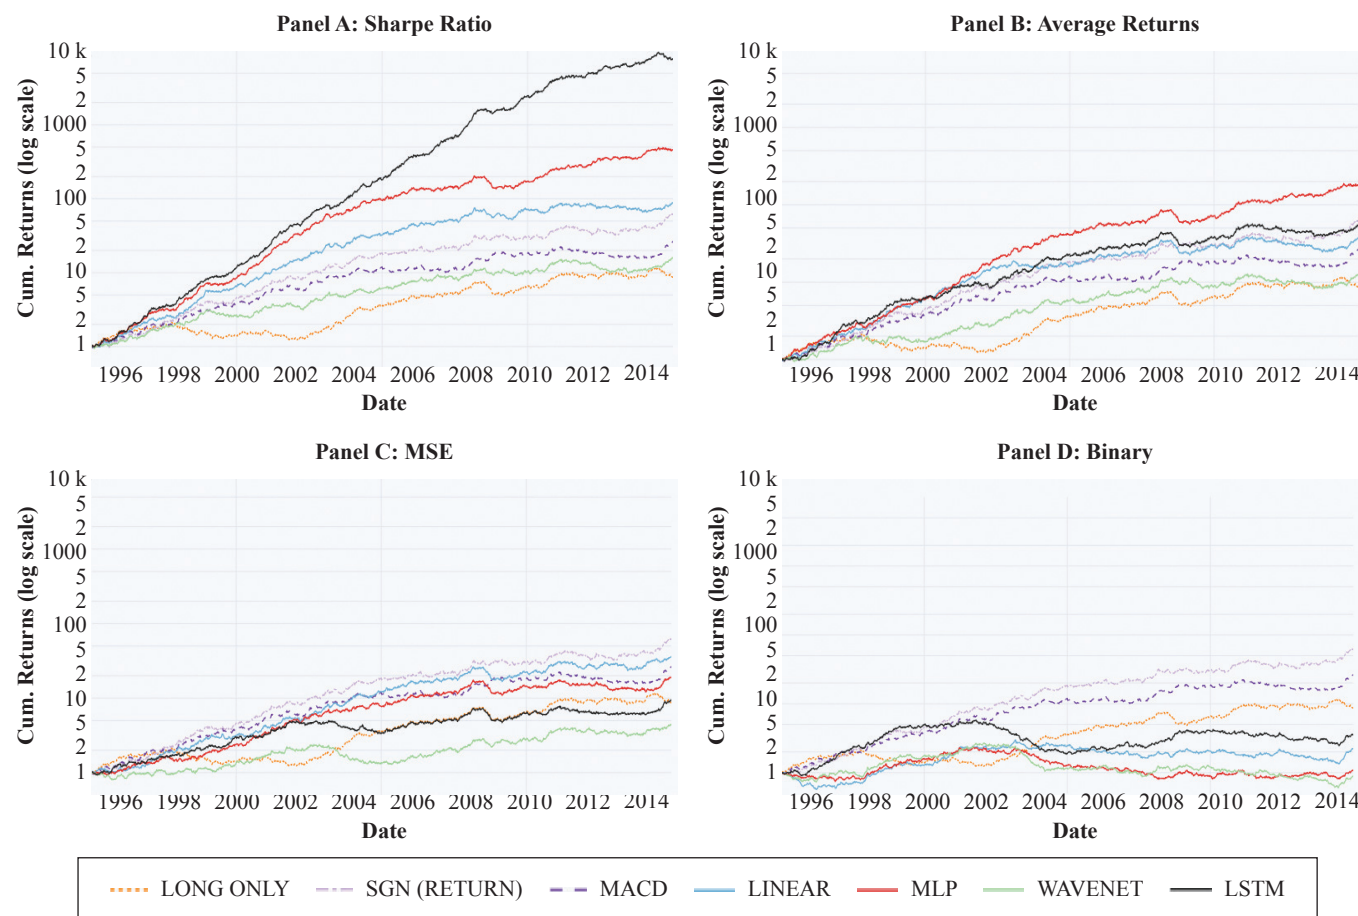 Panel A: Sharpe Ratio
Cum. Returns (log scale)
10 k
5
2
1000
5
2
100
5
2
10
5
2
1
1996 1998 2000 2002 2004 2006 2008 2010 2012 2014
Date
Panel B: Average Returns
Cum. Returns (log scale)
10 k
5
2
1000
5
2
100
5
2
10
5
2
1
1996 1998 2000 2002 2004 2006 2008 2010 2012 2014
Date
Panel C: MSE
Cum. Returns (log scale)
10 k
5
2
1000
5
2
100
5
2
10
5
2
1
1996 1998 2000 2002 2004 2006 2008 2010 2012 2014
Date
Panel D: Binary
Cum. Returns (log scale)
10 k
5
2
1000
5
2
100
5
2
10
5
2
1
1996 1998 2000 2002 2004 2006 2008 2010 2012 2014
Date
LONG ONLY SGN (RETURN) MACD LINEAR MLP WAVENET LSTM